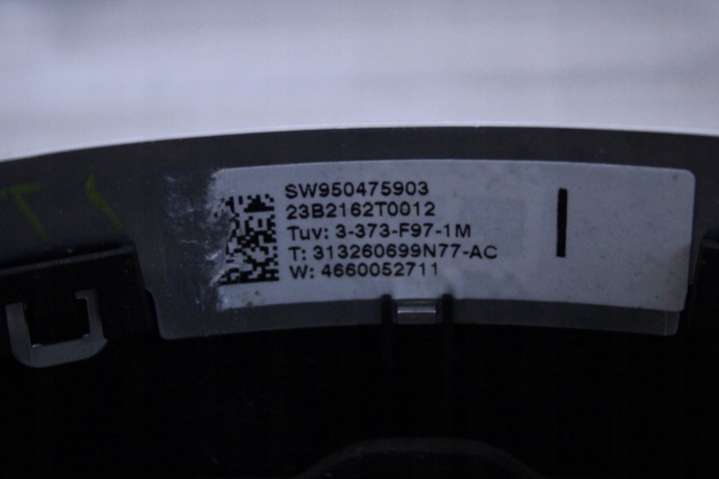 SW950475903
23B2162T0012
Tuv: 3-373-F97-1M
T: 313260699N77-AC
W: 4660052711